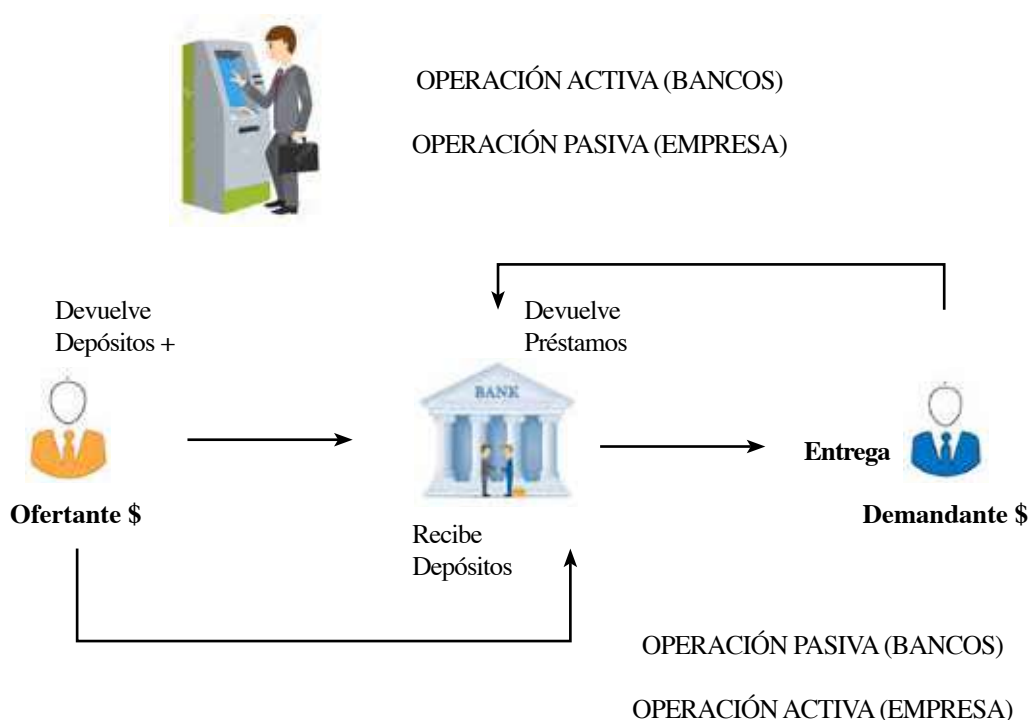 OPERACIÓN ACTIVA (BANCOS)
OPERACIÓN PASIVA (EMPRESA)
Devuelve
Depósitos +
Devuelve
Préstamos
BANK
Entrega
Ofertante $
Demandante $
Recibe
Depósitos
OPERACIÓN PASIVA (BANCOS)
OPERACIÓN ACTIVA (EMPRESA)